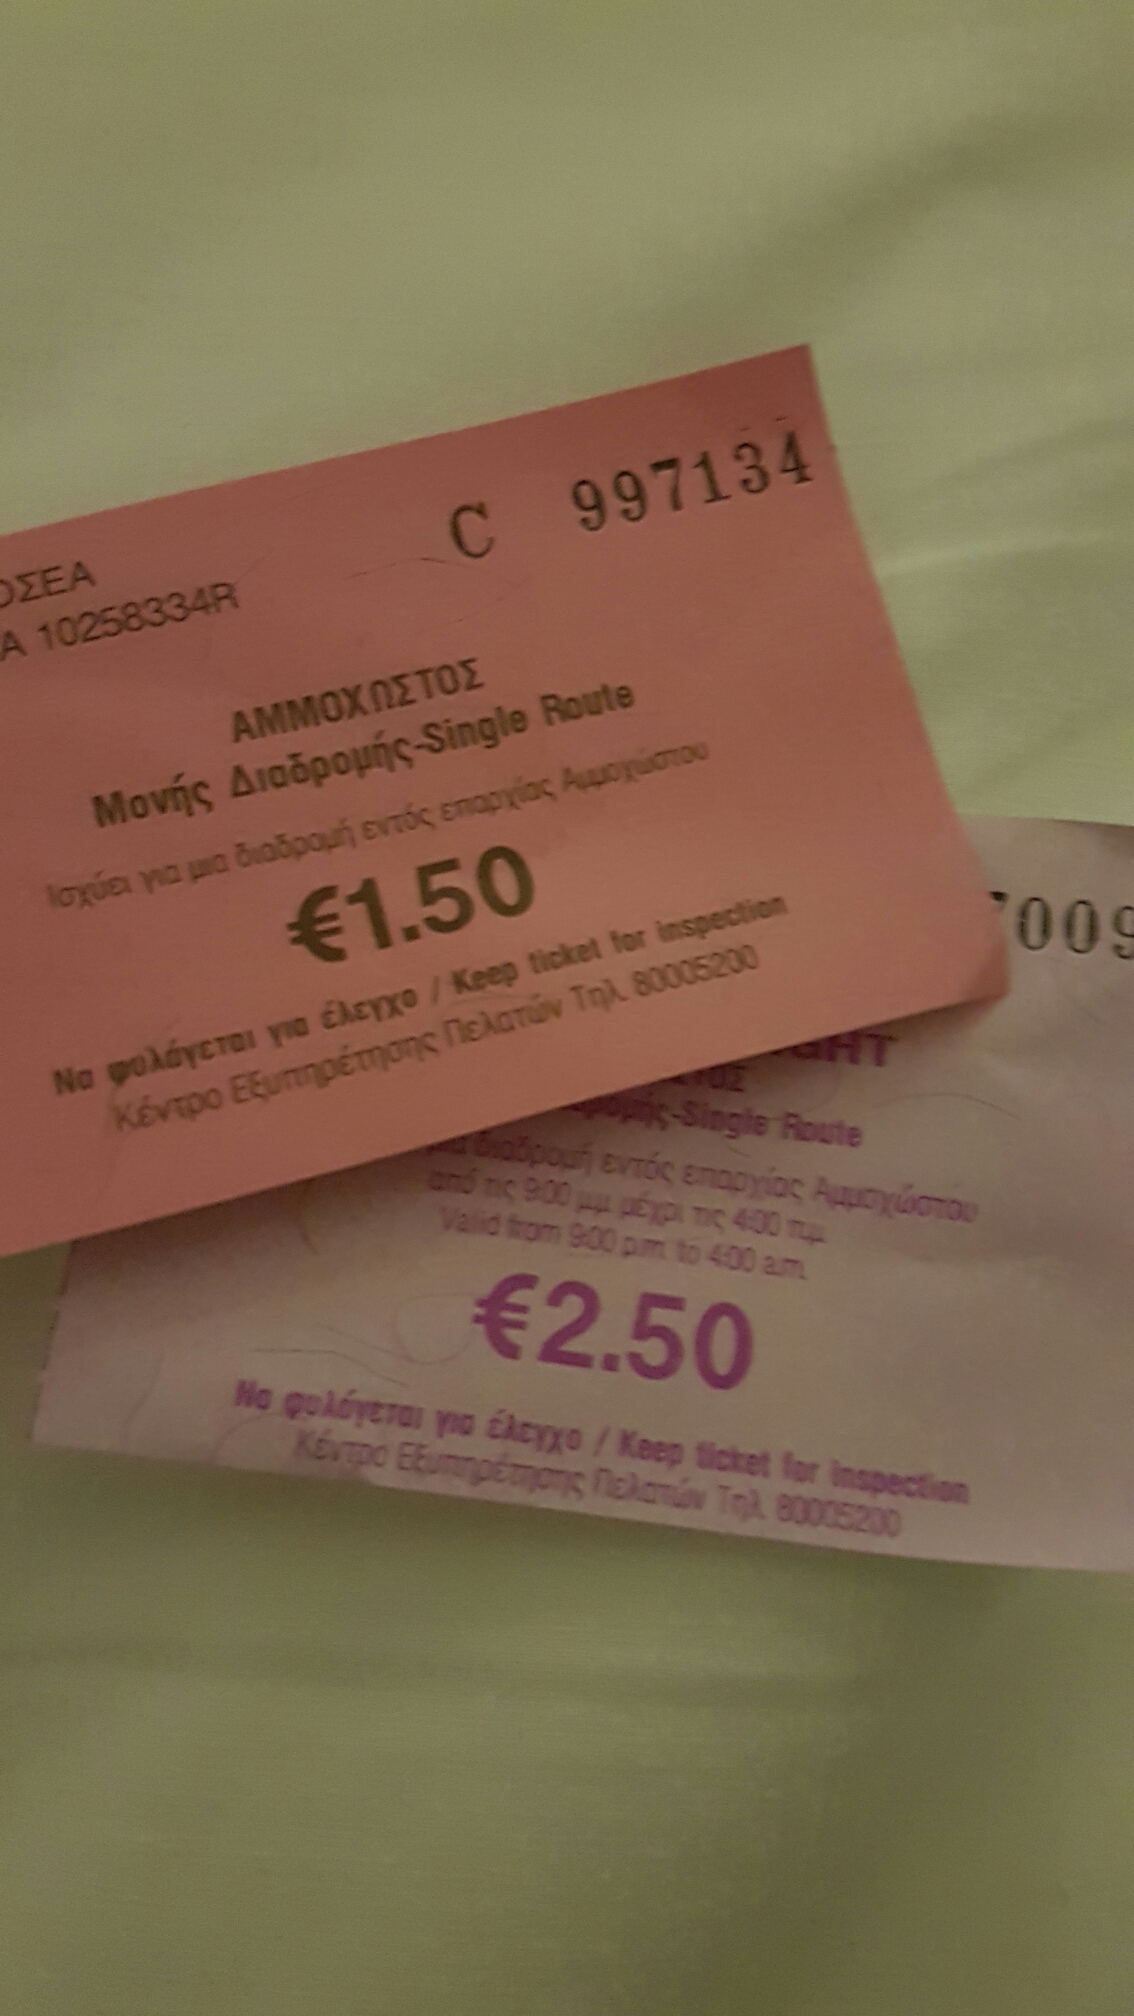 C 997134
ΟΣΕΑ
Α 10258334R
ΑΜΜΟΧΩΣΤΟΣ
Μονής Διαδρομής-Single Route
Ισχύει για μια διαδρομή εντός επαρχίας Αμμοχώστου
€1.50
Να φυλάγεται για έλεγχο / Keep ticket for inspection
Κέντρο Εξυπηρέτησης Πελατών Τηλ. 80005200
7009
GHT
ΤΟΣ
ρομής-Single Route
μια διαδρομή εντός επαρχίας Αμμοχώστου
από τις 9:00 μ.μ. μέχρι τις 4:00 π.μ.
Valid from 9:00 p.m. to 4:00 a.m.
€2.50
Να φυλάγεται για έλεγχο / Keep ticket for inspection
Κέντρο Εξυπηρέτησης Πελατών Τηλ. 80005200